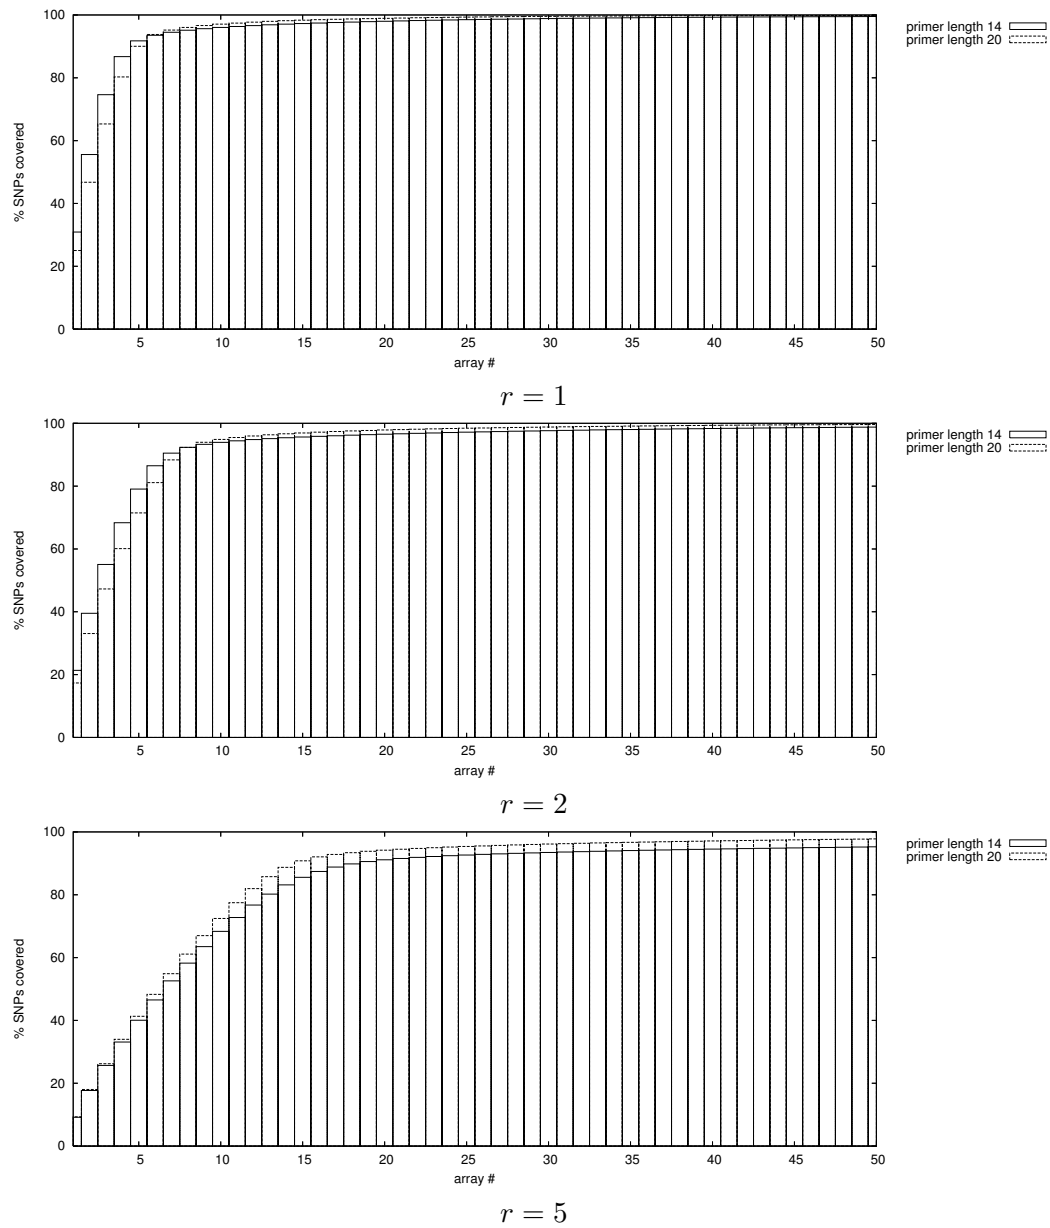 100
80
60
40
20
0
% SNPs covered
5 10 15 20 25 30 35 40 45 50
array #
primer length 14
primer length 20
r = 1
100
80
60
40
20
0
% SNPs covered
5 10 15 20 25 30 35 40 45 50
array #
primer length 14
primer length 20
r = 2
100
80
60
40
20
0
% SNPs covered
5 10 15 20 25 30 35 40 45 50
array #
primer length 14
primer length 20
r = 5